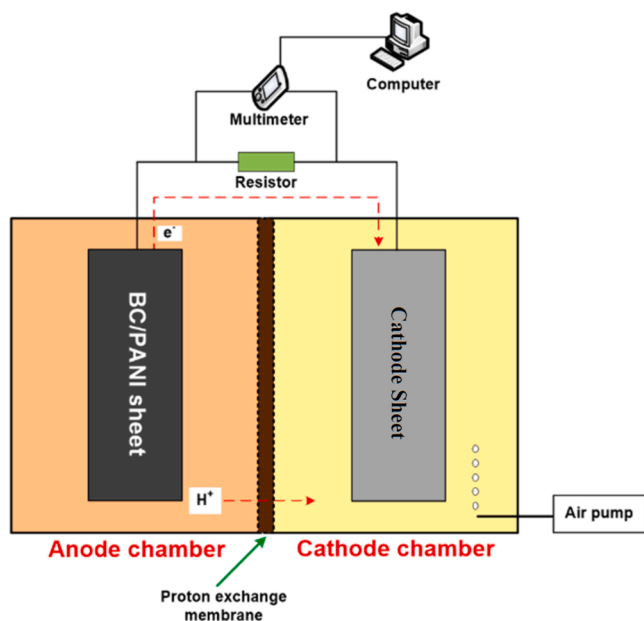 Computer
Multimeter
Resistor
e⁻
BC/PANI sheet
Cathode Sheet
H⁺
Air pump
Anode chamber
Cathode chamber
Proton exchange
membrane